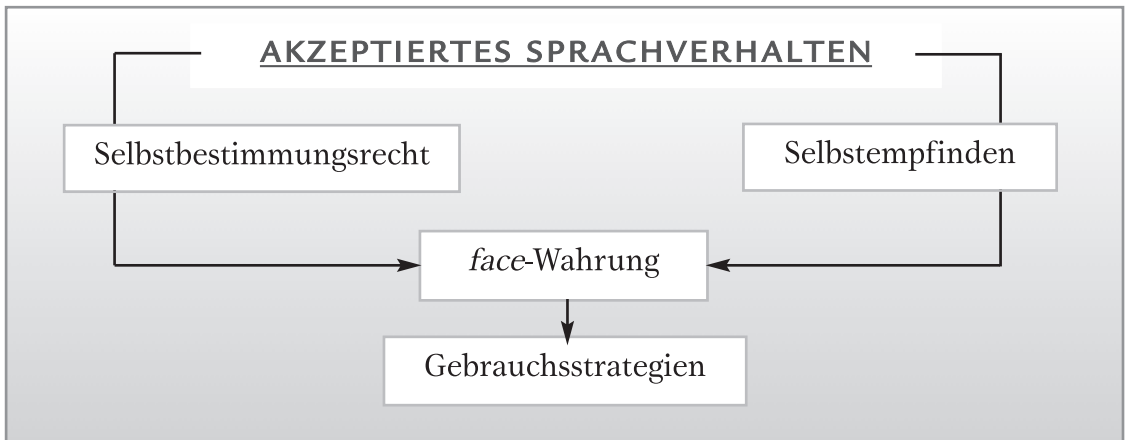 AKZEPTIERTES SPRACHVERHALTEN
Selbstbestimmungsrecht
Selbstempfinden
face-Wahrung
Gebrauchsstrategien